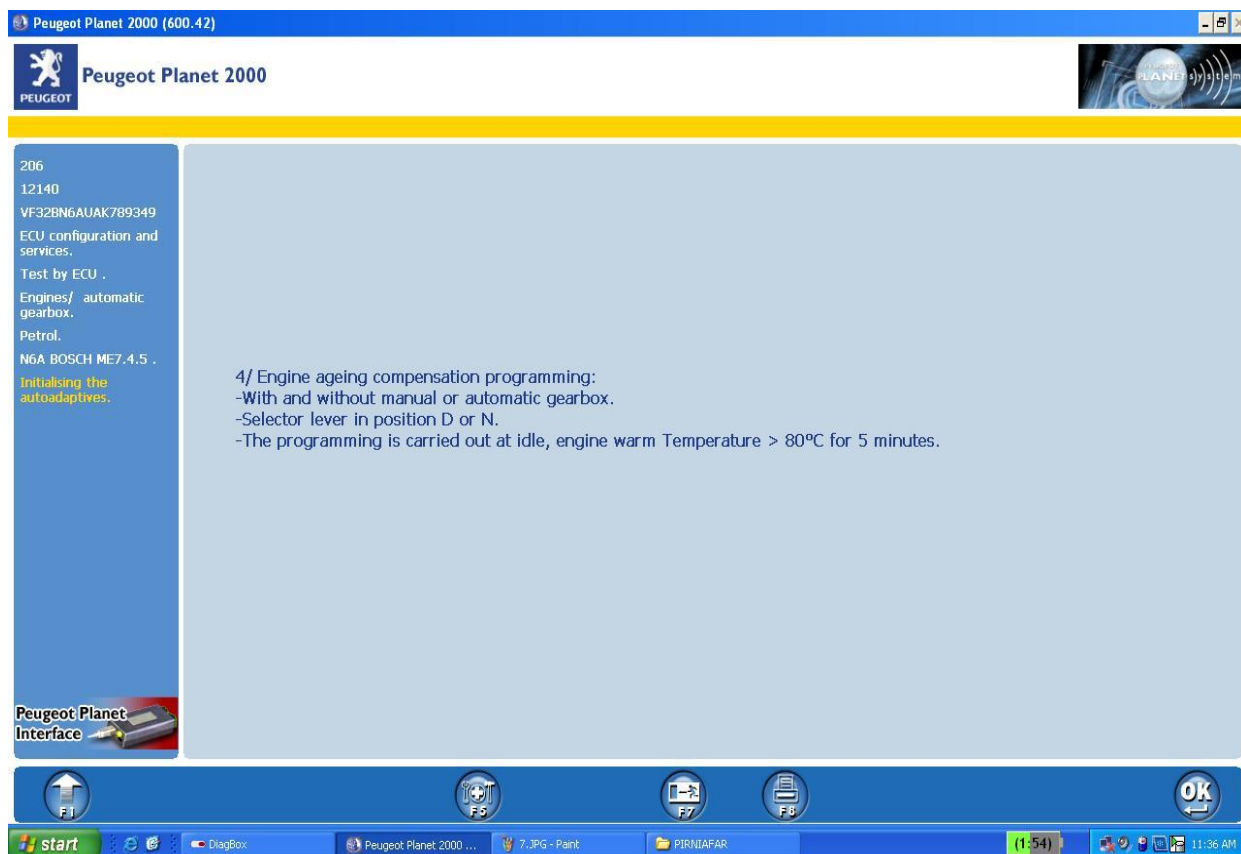 Peugeot Planet 2000 (600.42)
PEUGEOT
Peugeot Planet 2000
PLANET s)y)s)t)e)m
206
12140
VF32BN6AUAK789349
ECU configuration and
services.
Test by ECU .
Engines/ automatic
gearbox.
Petrol.
N6A BOSCH ME7.4.5 .
Initialising the
autoadaptives.
4/ Engine ageing compensation programming:
-With and without manual or automatic gearbox.
-Selector lever in position D or N.
-The programming is carried out at idle, engine warm Temperature > 80°C for 5 minutes.
Peugeot Planet
Interface
F1
F5
F7
F8
OK
start
DiagBox
Peugeot Planet 2000 ...
7.JPG - Paint
PIRNIAFAR
(1:54)
11:36 AM